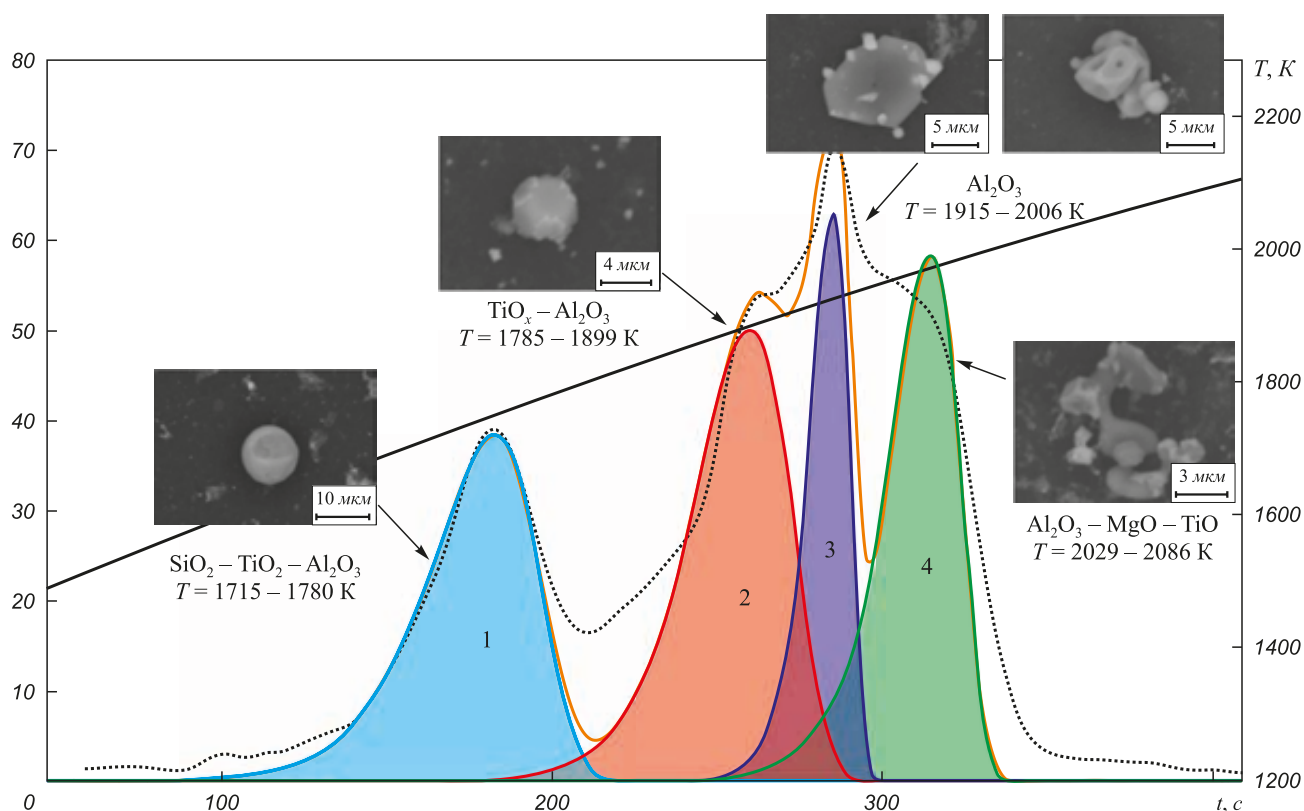 80
70
60
50
40
30
20
10
0
100
200
300
t, с
T, К
2200
2000
1800
1600
1400
1200
5 мкм
5 мкм
Al₂O₃
T = 1915 – 2006 К
4 мкм
TiOₓ – Al₂O₃
T = 1785 – 1899 К
10 мкм
SiO₂ – TiO₂ – Al₂O₃
T = 1715 – 1780 К
3 мкм
Al₂O₃ – MgO – TiO
T = 2029 – 2086 К
1
2
3
4